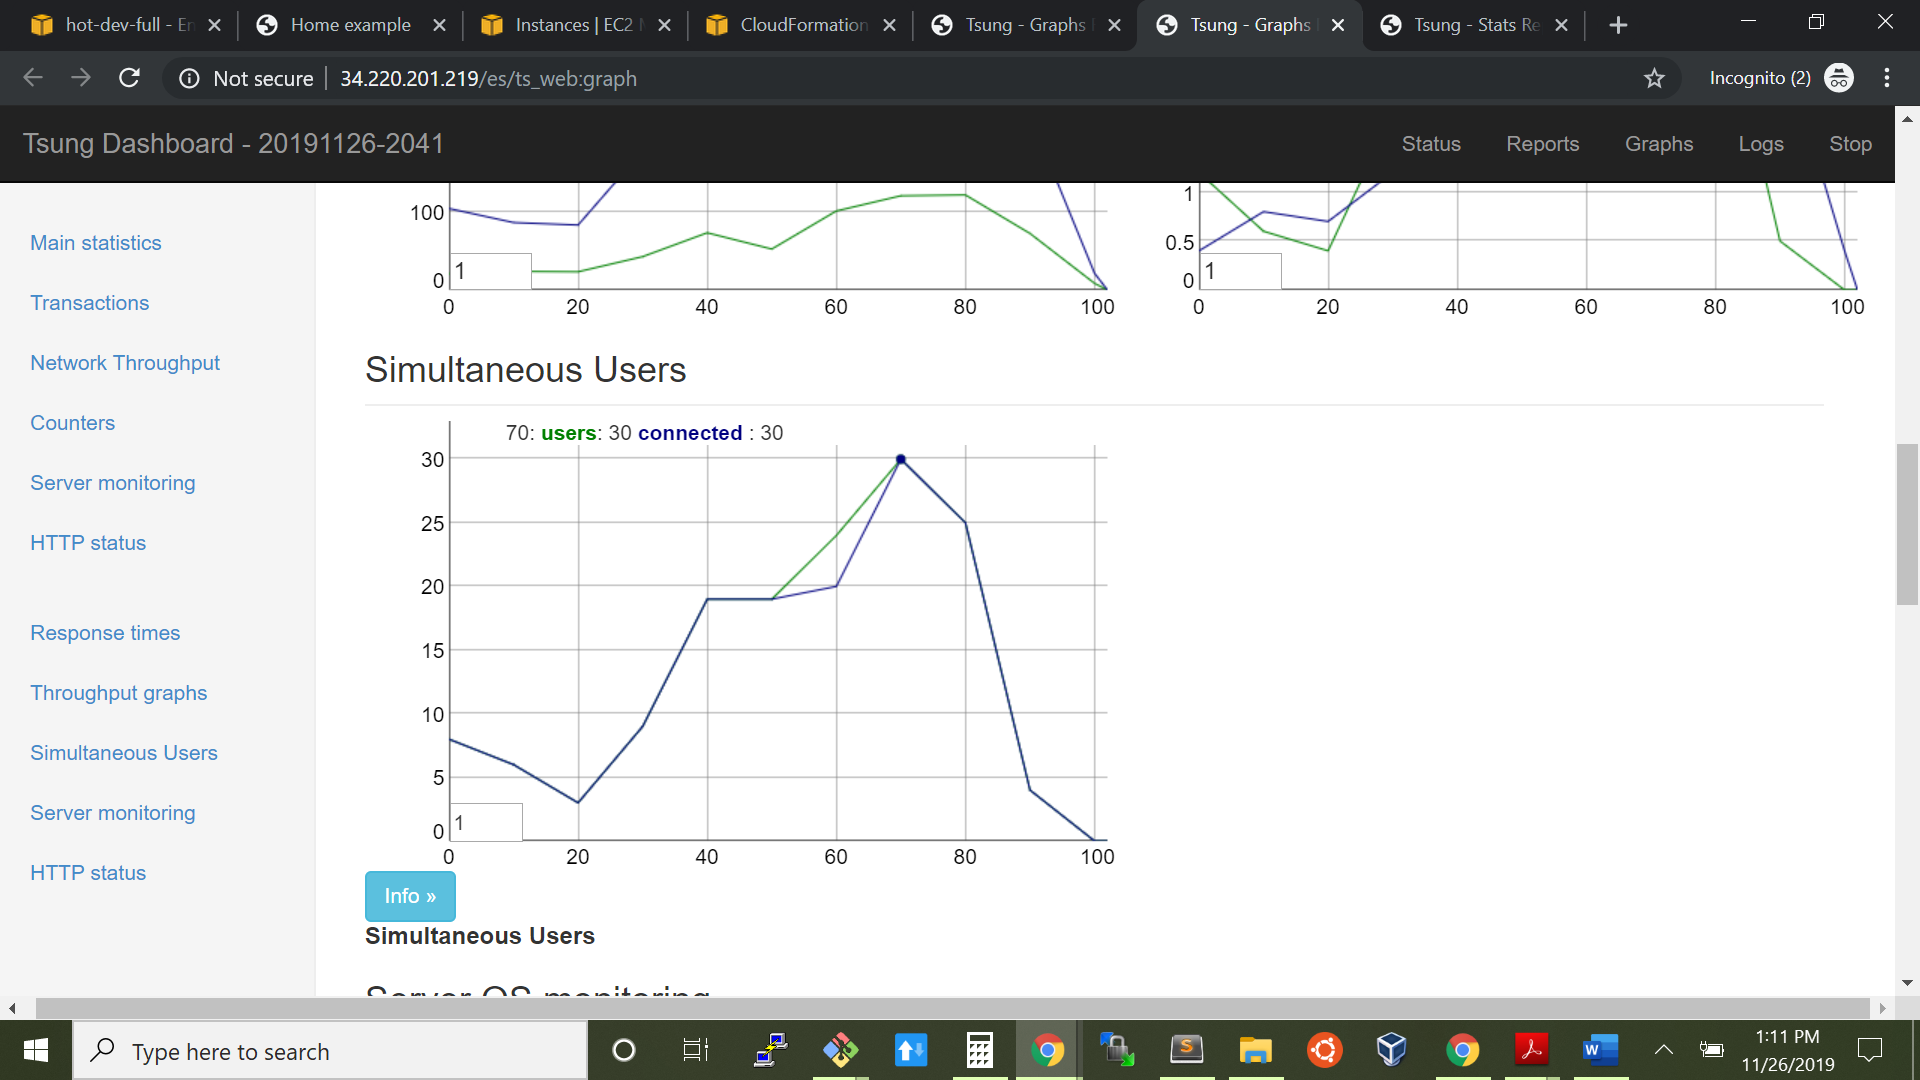 hot-dev-full - En
Home example
Instances | EC2 M
CloudFormation
Tsung - Graphs
Tsung - Graphs
Tsung - Stats Re
Not secure
34.220.201.219/es/ts_web:graph
Incognito (2)
Tsung Dashboard - 20191126-2041
Status
Reports
Graphs
Logs
Stop
Main statistics
Transactions
Network Throughput
Counters
Server monitoring
HTTP status
Response times
Throughput graphs
Simultaneous Users
Server monitoring
HTTP status
100
0
1
0 20 40 60 80 100
1
0.5
0
1
0 20 40 60 80 100
Simultaneous Users
70: users: 30 connected : 30
30
25
20
15
10
5
0
1
0 20 40 60 80 100
Info »
Simultaneous Users
Server OS monitoring
Type here to search
1:11 PM
11/26/2019